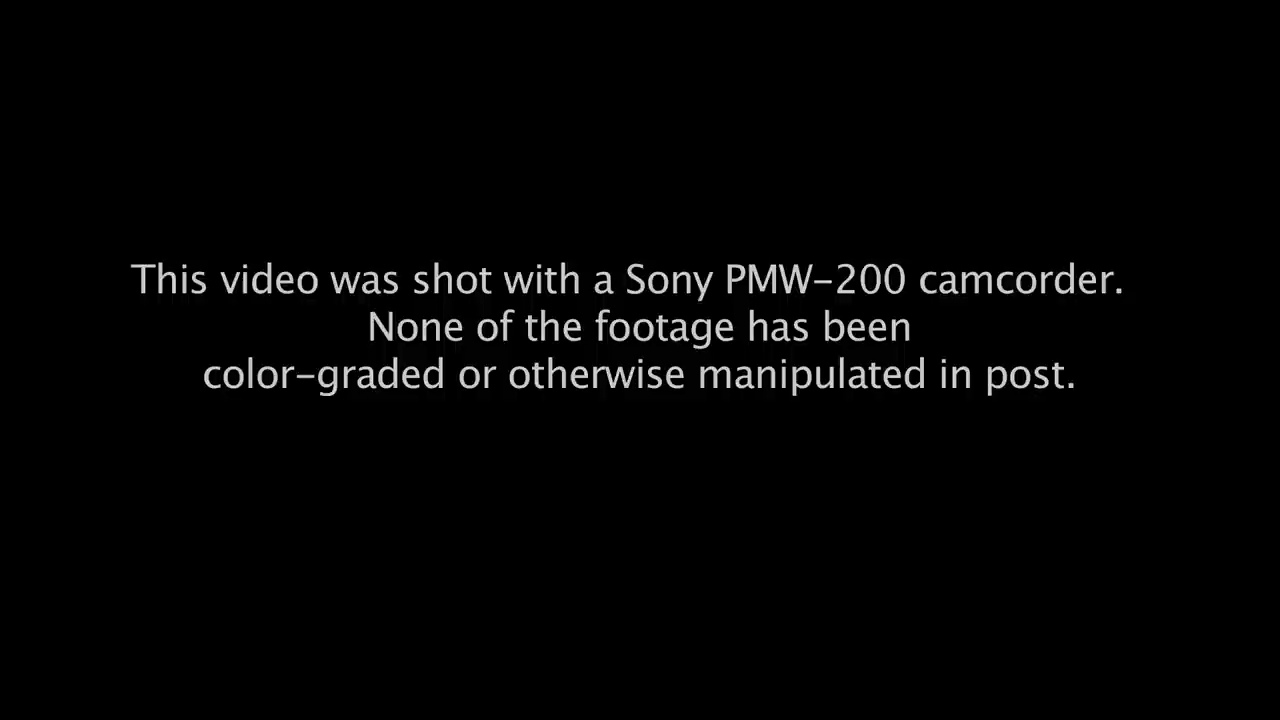 This video was shot with a Sony PMW-200 camcorder.
None of the footage has been
color-graded or otherwise manipulated in post.